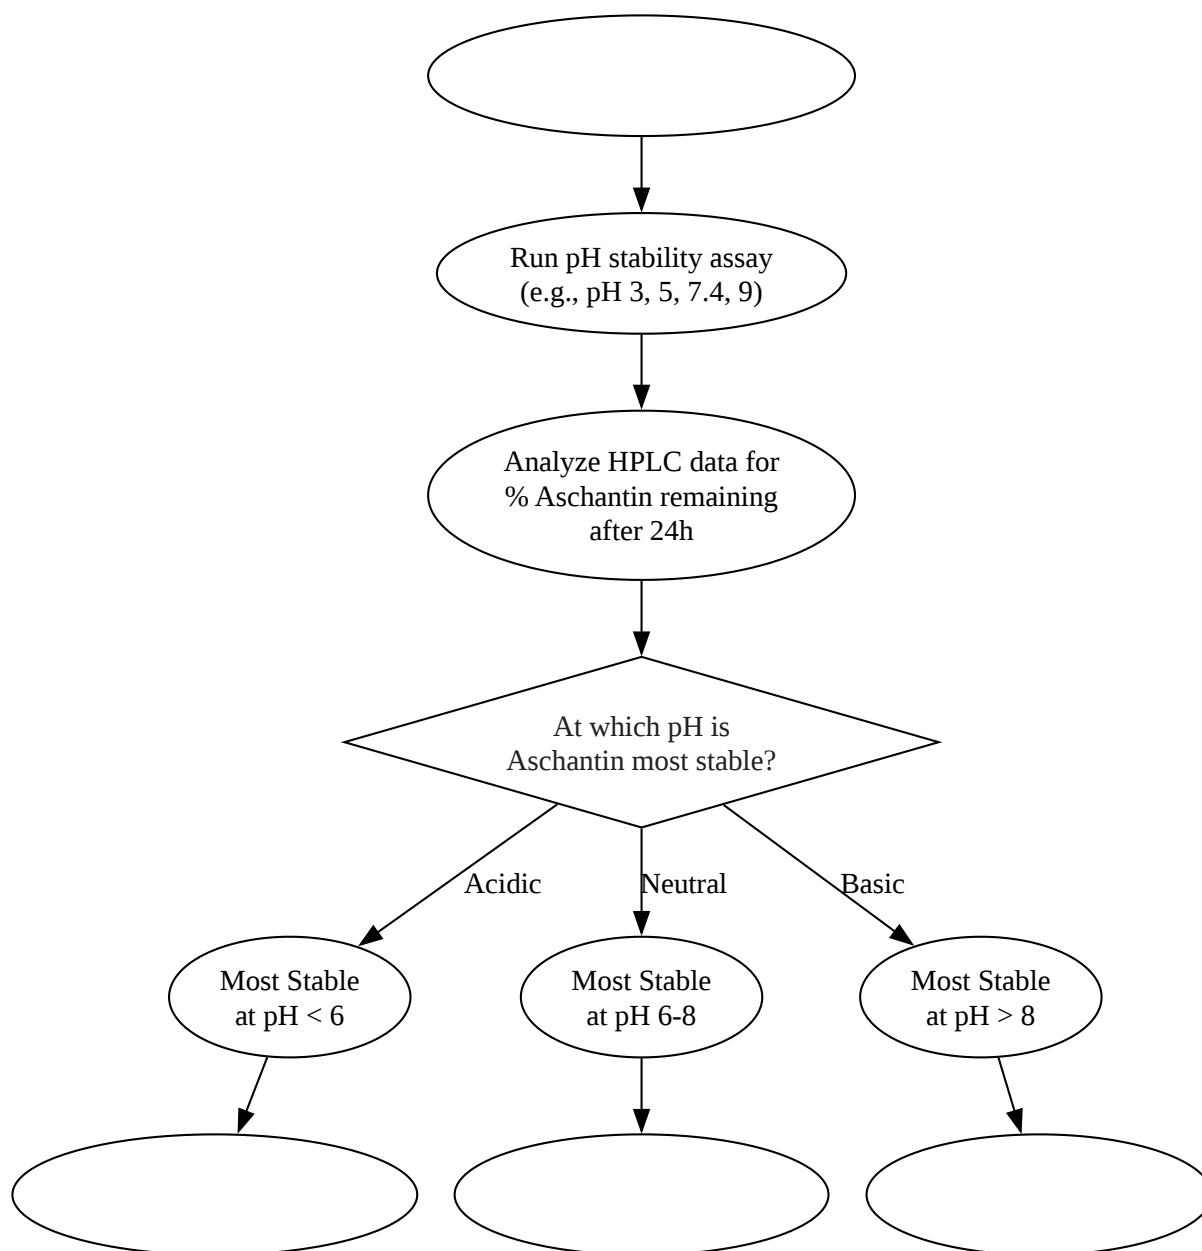 Run pH stability assay
(e.g., pH 3, 5, 7.4, 9)
Analyze HPLC data for
% Aschantin remaining
after 24h
At which pH is
Aschantin most stable?
Acidic
Neutral
Basic
Most Stable
at pH < 6
Most Stable
at pH 6-8
Most Stable
at pH > 8